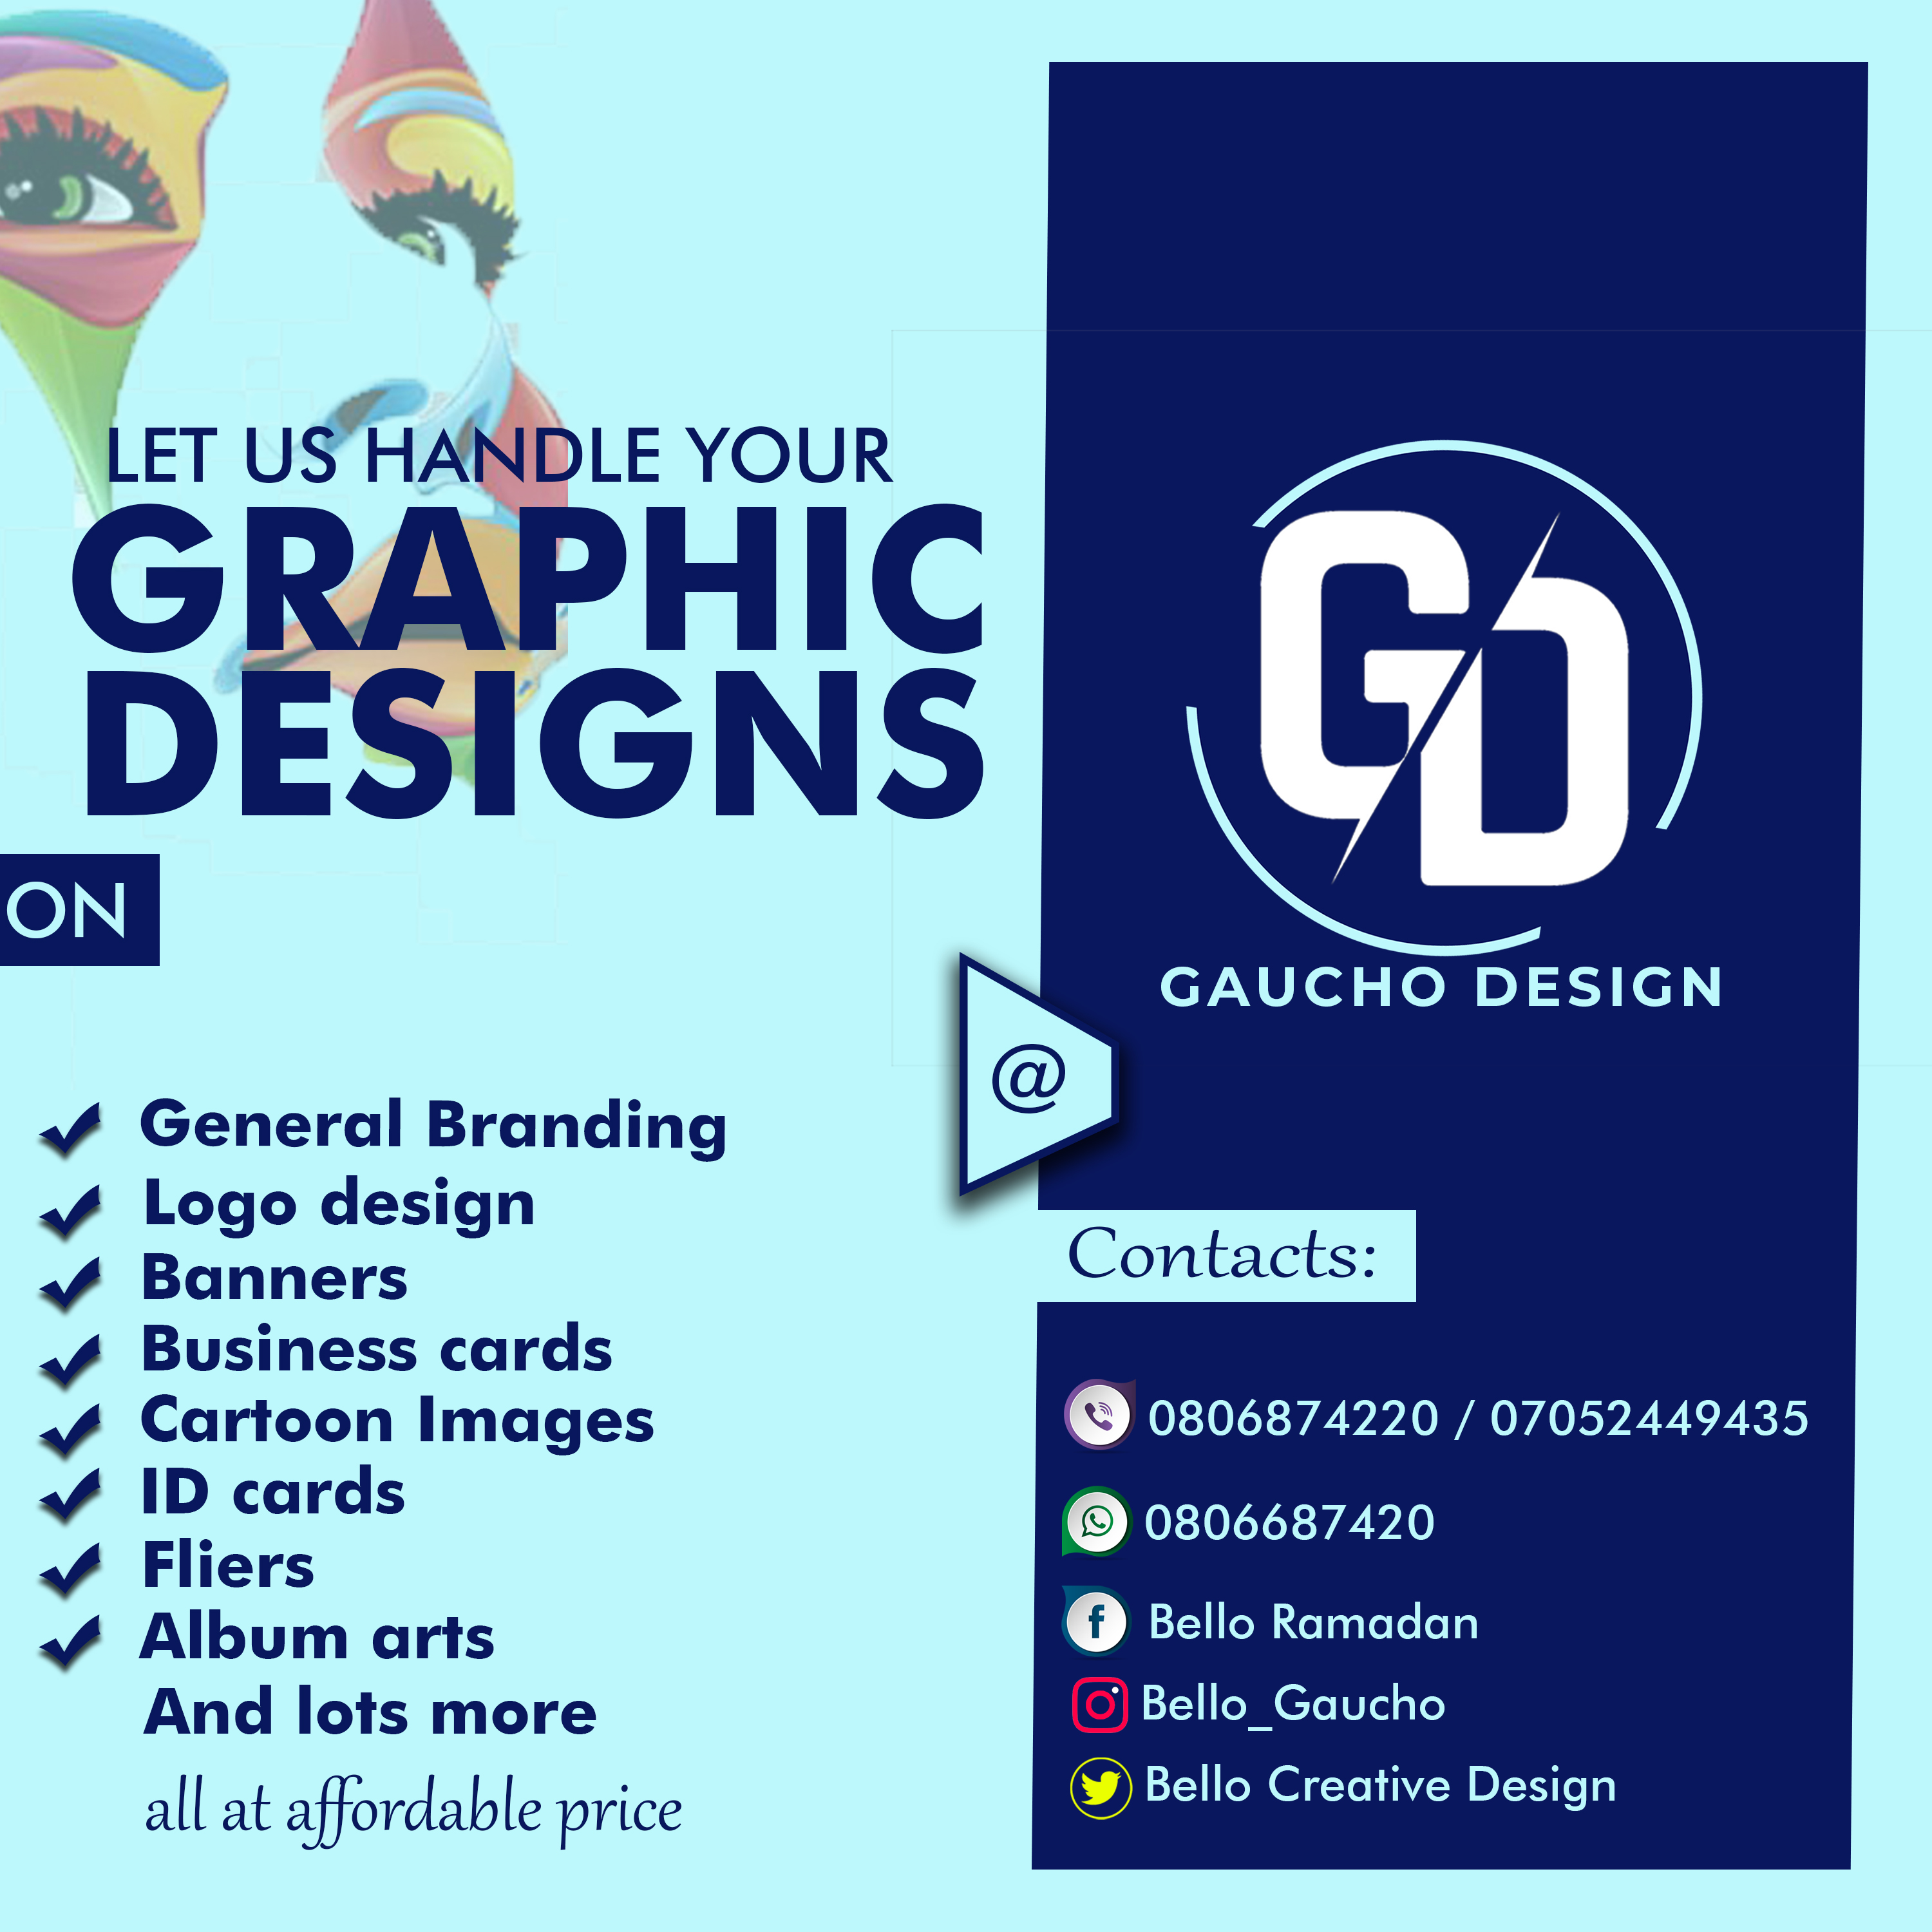 LET US HANDLE YOUR
GRAPHIC
DESIGNS
ON
General Branding
Logo design
Banners
Business cards
Cartoon Images
ID cards
Fliers
Album arts
And lots more
all at affordable price
GD
GAUCHO DESIGN
@
Contacts:
0806874220 / 07052449435
0806687420
Bello Ramadan
Bello_Gaucho
Bello Creative Design